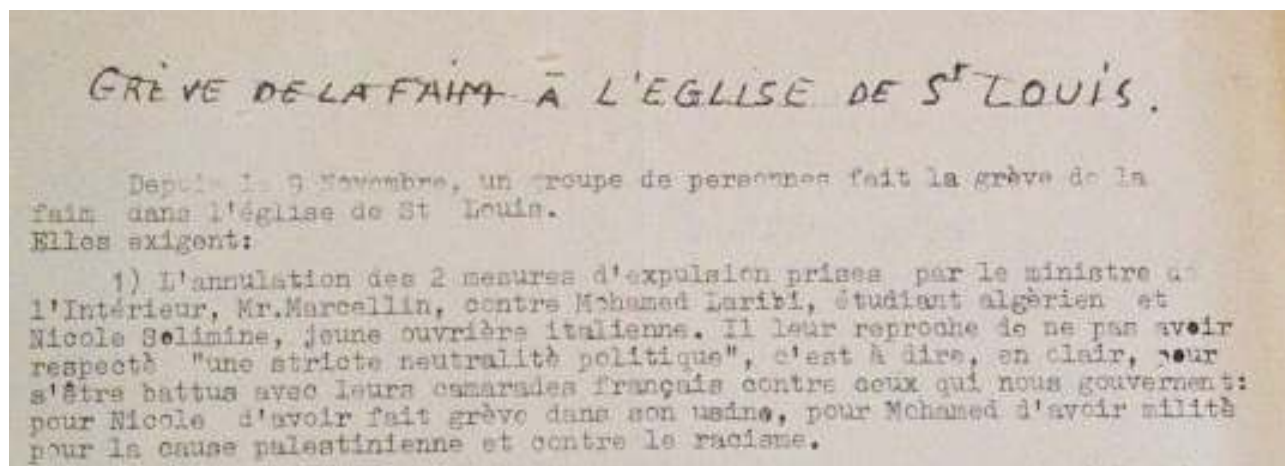 GRÈVE DE LA FAIM À L'EGLISE DE St LOUIS.
Depuis le 9 Novembre, un groupe de personnes fait la grève de la
faim dans l'église de St Louis.
Elles exigent:
1) L'annulation des 2 mesures d'expulsion prises par le ministre de
l'Intérieur, Mr.Marcellin, contre Mohamed Laribi, étudiant algèrien et
Nicole Selimine, jeune ouvrière italienne. Il leur reproche de ne pas avoir
respectè "une stricte neutralitè politique", c'est à dire, en clair, pour
s'être battus avec leurs camarades français contre ceux qui nous gouvernent:
pour Nicole d'avoir fait grève dans son usine, pour Mohamed d'avoir militè
pour la cause palestinienne et contre le racisme.